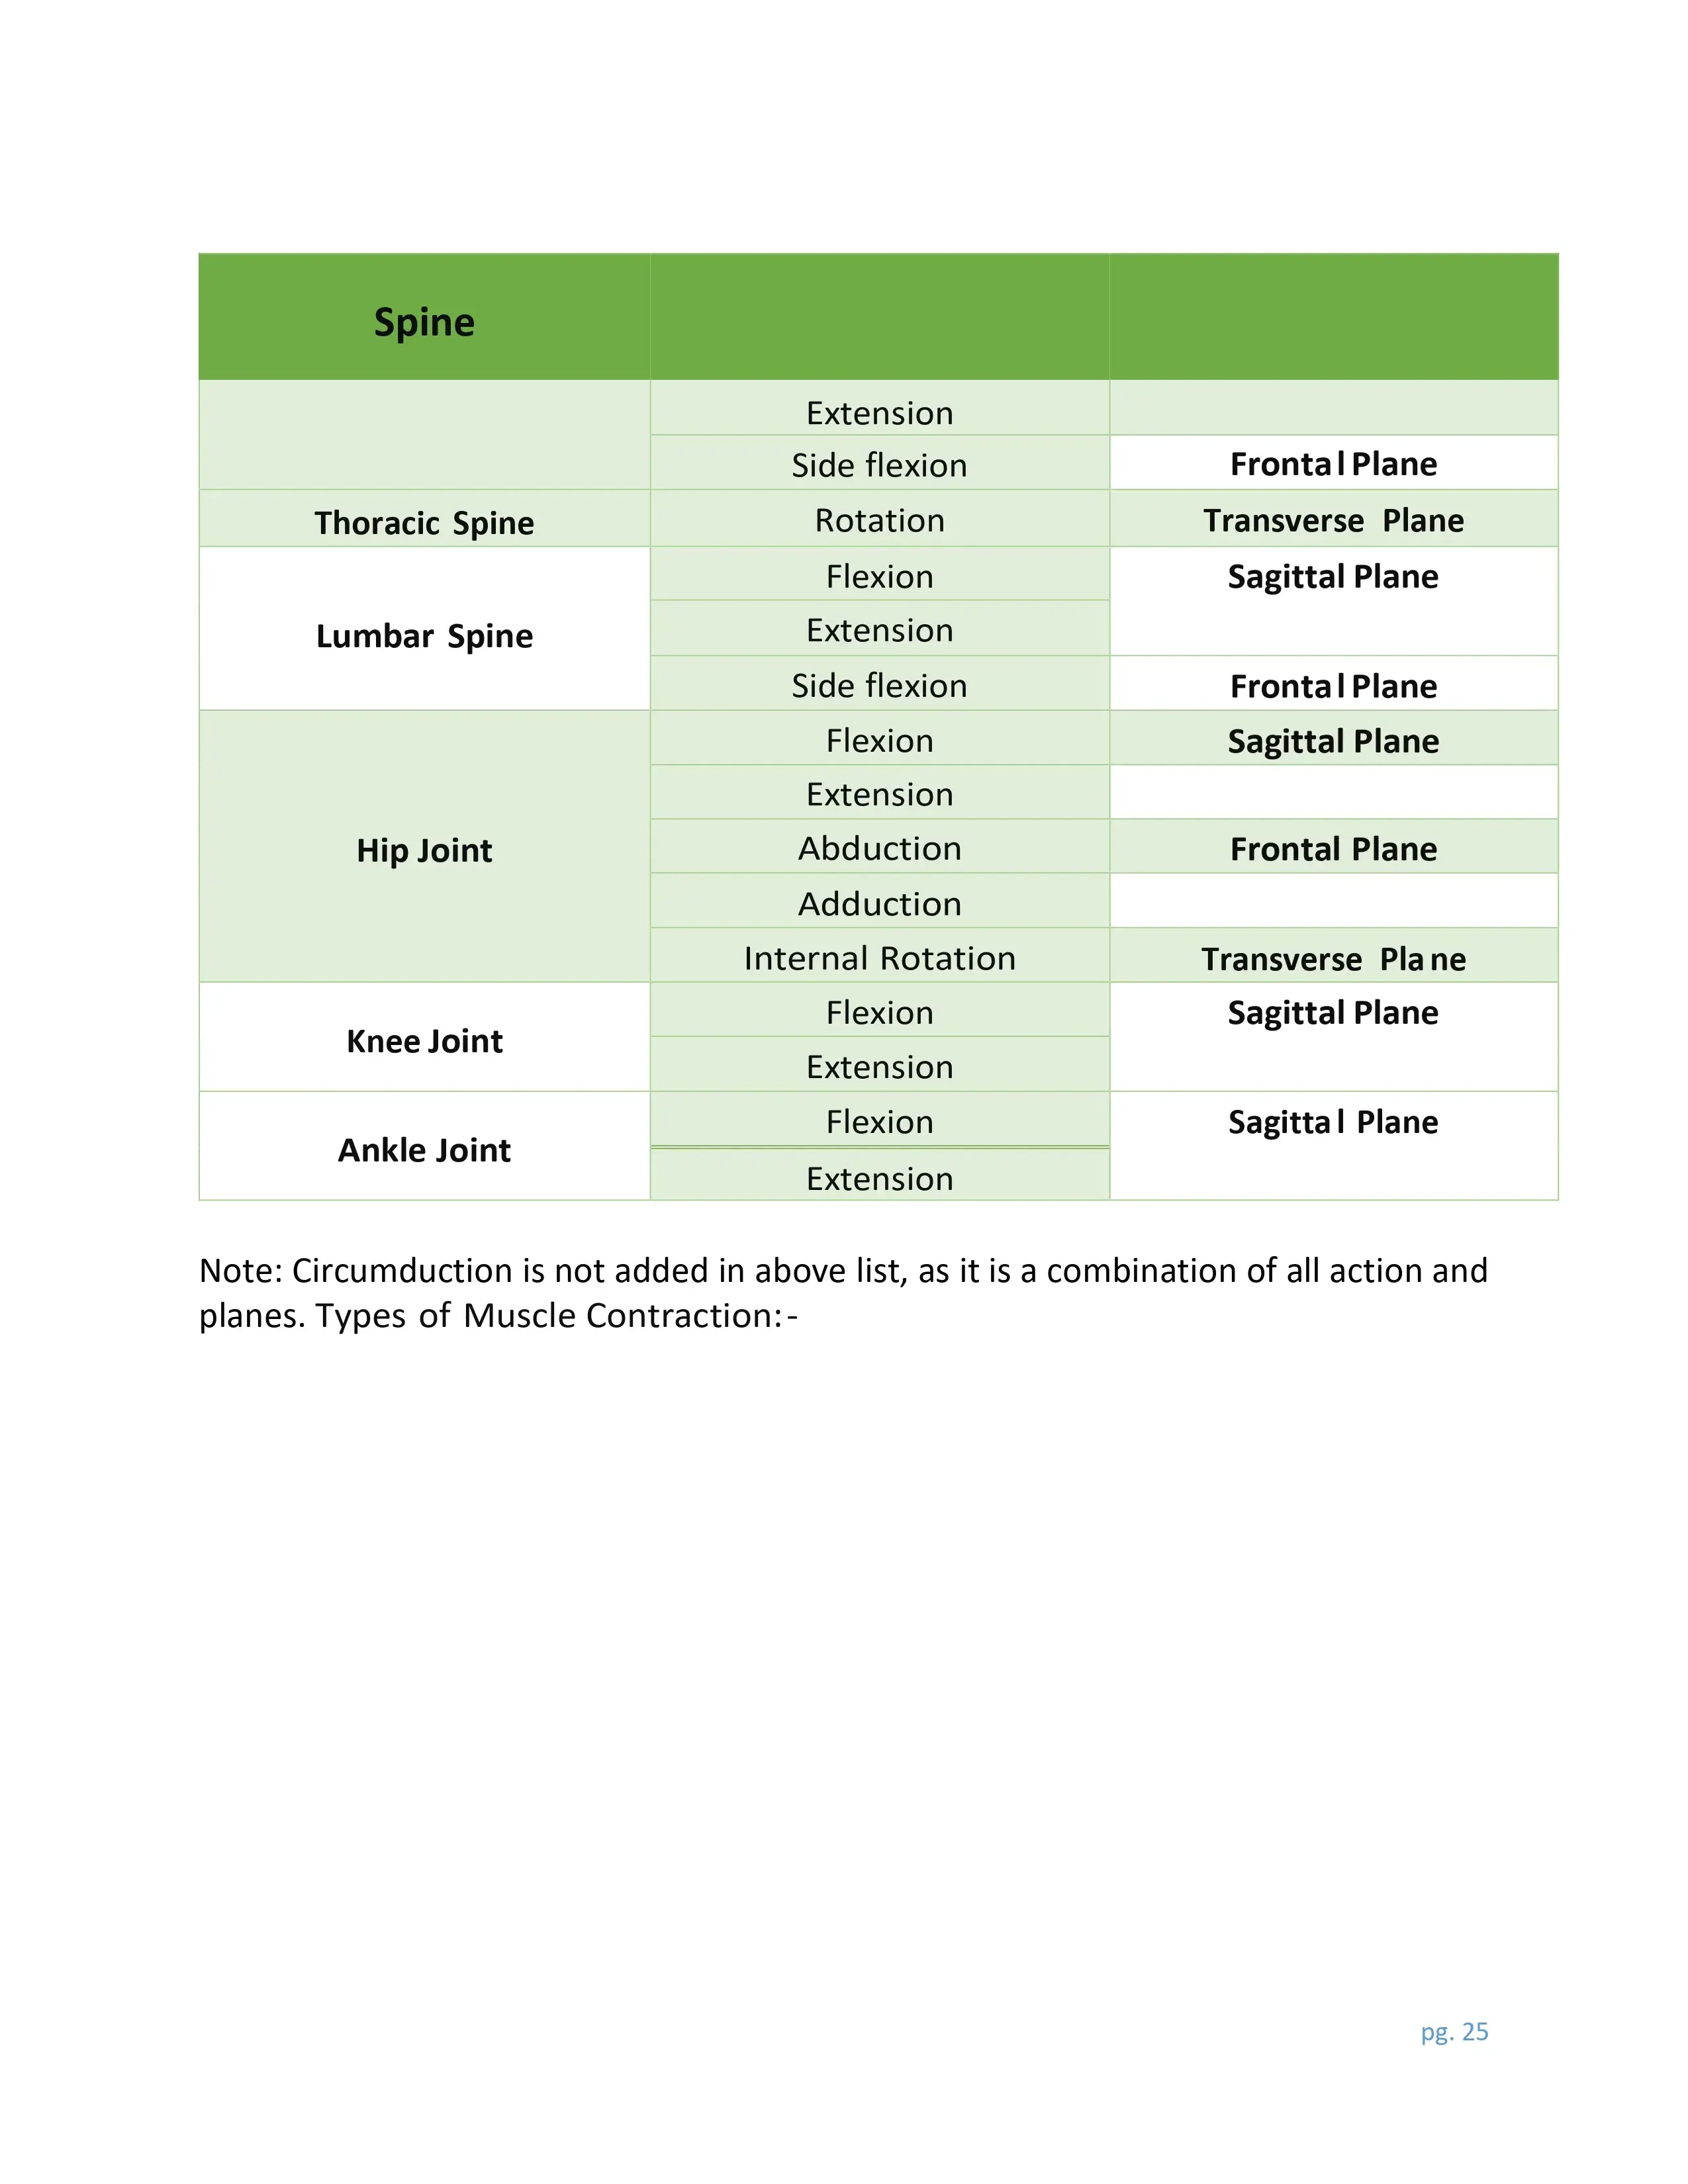 Spine
Extension
Side flexion Frontal Plane
Thoracic Spine Rotation Transverse Plane
Flexion Sagittal Plane
Lumbar Spine Extension
Side flexion Frontal Plane
Flexion Sagittal Plane
Extension
Hip Joint Abduction Frontal Plane
Adduction
Internal Rotation Transverse Plane
Knee Joint Flexion Sagittal Plane
Extension
Ankle Joint Flexion Sagittal Plane
Extension
Note: Circumduction is not added in above list, as it is a combination of all action and
planes. Types of Muscle Contraction:-
pg. 25